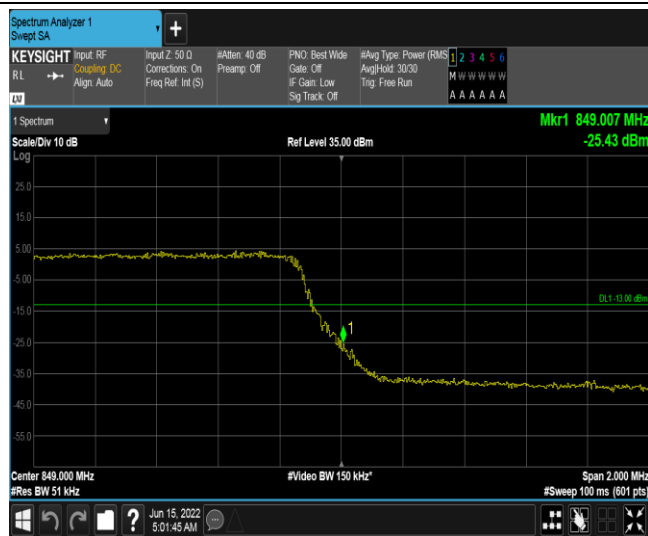 Spectrum Analyzer 1
Swept SA
+
KEYSIGHT
RL
LXI
Input: RF
Coupling: DC
Align: Auto
Input Z: 50 Ω
Corrections: On
Freq Ref: Int (S)
#Atten: 40 dB
Preamp: Off
PNO: Best Wide
Gate: Off
IF Gain: Low
Sig Track: Off
#Avg Type: Power (RMS
Avg|Hold: 30/30
Trig: Free Run
1 2 3 4 5 6
M W W W W W
A A A A A A
1 Spectrum
Mkr1 849.007 MHz
-25.43 dBm
Scale/Div 10 dB
Ref Level 35.00 dBm
Log
25.0
15.0
5.00
-5.00
DL1 -13.00 dBm
-15.0
1
-25.0
-35.0
-45.0
-55.0
Center 849.000 MHz
#Video BW 150 kHz*
Span 2.000 MHz
#Res BW 51 kHz
#Sweep 100 ms (601 pts)
?
Jun 15, 2022
5:01:45 AM